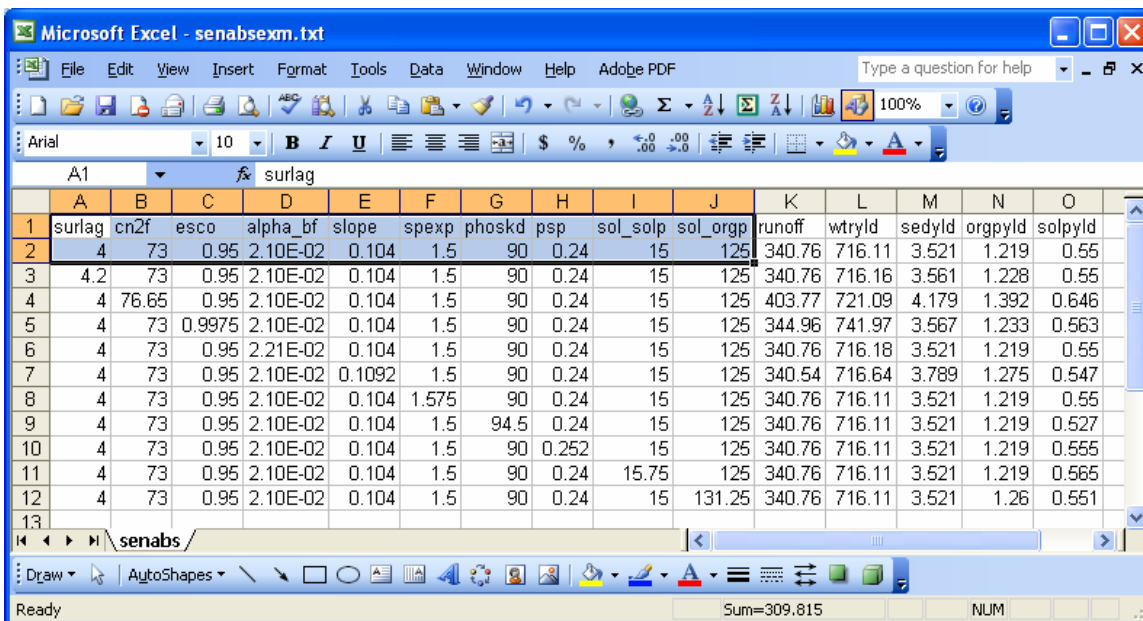 Microsoft Excel - senabsexm.txt
File Edit View Insert Format Tools Data Window Help Adobe PDF Type a question for help
ABC Σ A Z Z A 100%
Arial 10 B I U $ % , .00 .00 A
A1 fx surlag
A B C D E F G H I J K L M N O
1 surlag cn2f esco alpha_bf slope spexp phoskd psp sol_solp sol_orgp runoff wtryld sedyld orgpyld solpyld
2 4 73 0.95 2.10E-02 0.104 1.5 90 0.24 15 125 340.76 716.11 3.521 1.219 0.55
3 4.2 73 0.95 2.10E-02 0.104 1.5 90 0.24 15 125 340.76 716.16 3.561 1.228 0.55
4 4 76.65 0.95 2.10E-02 0.104 1.5 90 0.24 15 125 403.77 721.09 4.179 1.392 0.646
5 4 73 0.9975 2.10E-02 0.104 1.5 90 0.24 15 125 344.96 741.97 3.567 1.233 0.563
6 4 73 0.95 2.21E-02 0.104 1.5 90 0.24 15 125 340.76 716.18 3.521 1.219 0.55
7 4 73 0.95 2.10E-02 0.1092 1.5 90 0.24 15 125 340.54 716.64 3.789 1.275 0.547
8 4 73 0.95 2.10E-02 0.104 1.575 90 0.24 15 125 340.76 716.11 3.521 1.219 0.55
9 4 73 0.95 2.10E-02 0.104 1.5 94.5 0.24 15 125 340.76 716.11 3.521 1.219 0.527
10 4 73 0.95 2.10E-02 0.104 1.5 90 0.252 15 125 340.76 716.11 3.521 1.219 0.555
11 4 73 0.95 2.10E-02 0.104 1.5 90 0.24 15.75 125 340.76 716.11 3.521 1.219 0.565
12 4 73 0.95 2.10E-02 0.104 1.5 90 0.24 15 131.25 340.76 716.11 3.521 1.26 0.551
13
senabs
Draw AutoShapes A A
Ready Sum=309.815 NUM